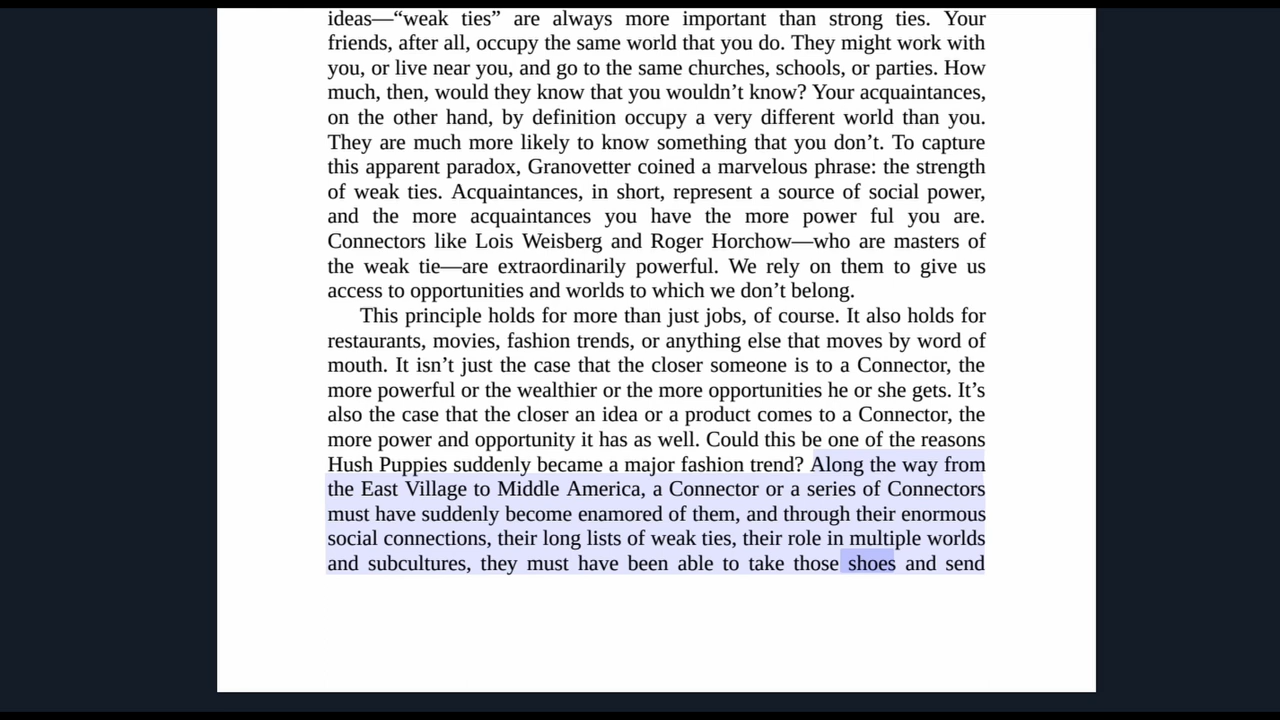 ideas—“weak ties” are always more important than strong ties. Your
friends, after all, occupy the same world that you do. They might work with
you, or live near you, and go to the same churches, schools, or parties. How
much, then, would they know that you wouldn’t know? Your acquaintances,
on the other hand, by definition occupy a very different world than you.
They are much more likely to know something that you don’t. To capture
this apparent paradox, Granovetter coined a marvelous phrase: the strength
of weak ties. Acquaintances, in short, represent a source of social power,
and the more acquaintances you have the more power ful you are.
Connectors like Lois Weisberg and Roger Horchow—who are masters of
the weak tie—are extraordinarily powerful. We rely on them to give us
access to opportunities and worlds to which we don’t belong.
This principle holds for more than just jobs, of course. It also holds for
restaurants, movies, fashion trends, or anything else that moves by word of
mouth. It isn’t just the case that the closer someone is to a Connector, the
more powerful or the wealthier or the more opportunities he or she gets. It’s
also the case that the closer an idea or a product comes to a Connector, the
more power and opportunity it has as well. Could this be one of the reasons
Hush Puppies suddenly became a major fashion trend? Along the way from
the East Village to Middle America, a Connector or a series of Connectors
must have suddenly become enamored of them, and through their enormous
social connections, their long lists of weak ties, their role in multiple worlds
and subcultures, they must have been able to take those shoes and send